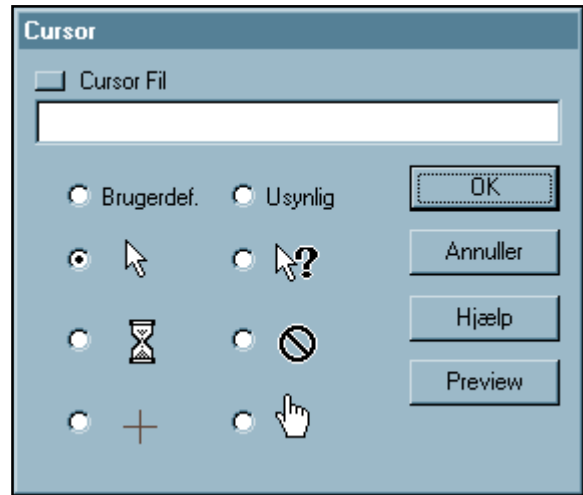 Cursor
Cursor Fil
Brugerdef.
Usynlig
OK
Annuller
Hjælp
Preview